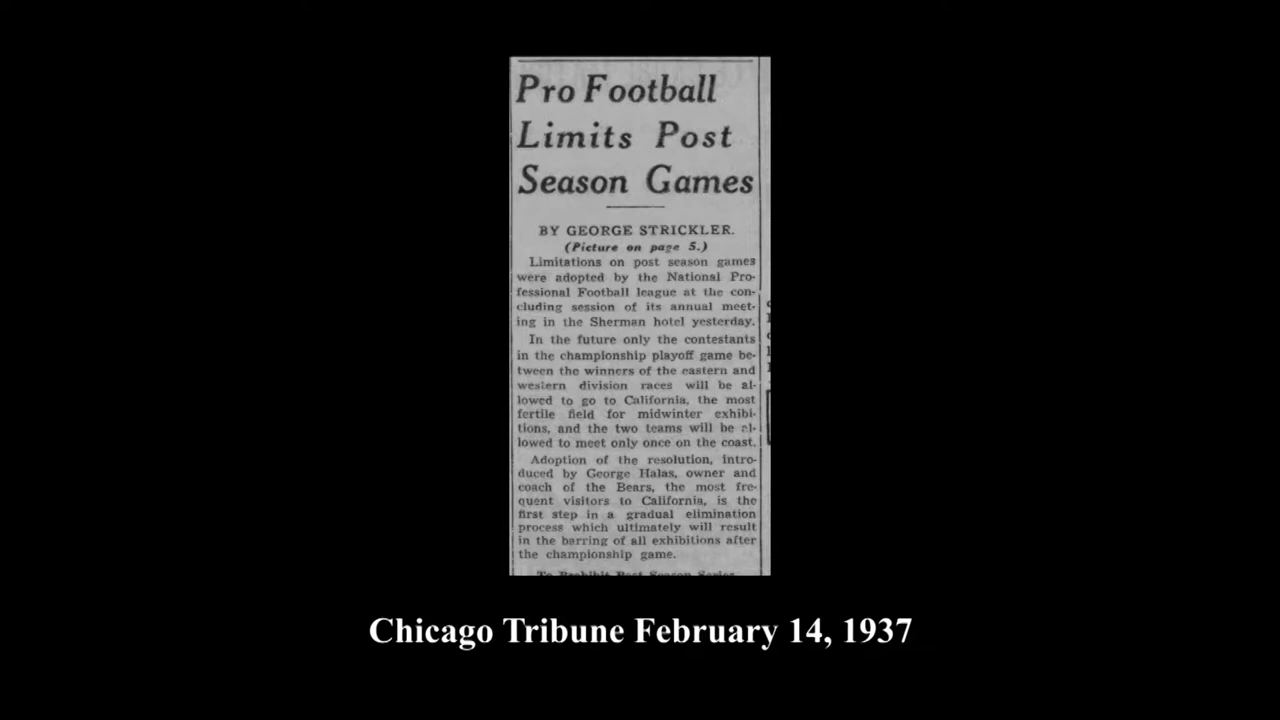 Pro Football
Limits Post
Season Games
BY GEORGE STRICKLER.
(Picture on page 5.)
Limitations on post season games
were adopted by the National Pro-
fessional Football league at the con-
cluding session of its annual meet-
ing in the Sherman hotel yesterday.
In the future only the contestants
in the championship playoff game be-
tween the winners of the eastern and
western division races will be al-
lowed to go to California, the most
fertile field for midwinter exhibi-
tions, and the two teams will be al-
lowed to meet only once on the coast.
Adoption of the resolution, intro-
duced by George Halas, owner and
coach of the Bears, the most fre-
quent visitors to California, is the
first step in a gradual elimination
process which ultimately will result
in the barring of all exhibitions after
the championship game.
To Prohibit Post Season Series
Chicago Tribune February 14, 1937